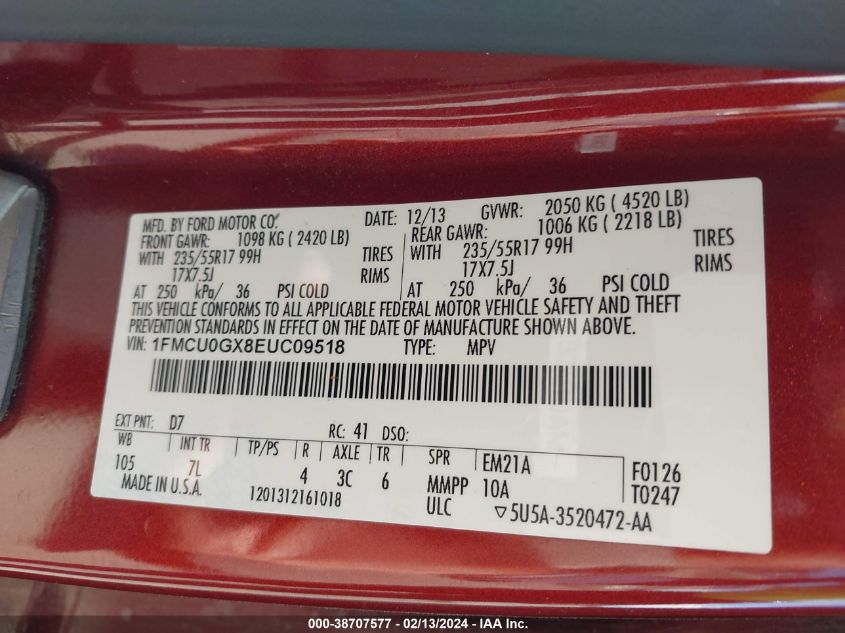 MFD. BY FORD MOTOR CO. DATE: 12/13 GVWR: 2050 KG ( 4520 LB)
FRONT GAWR: 1098 KG ( 2420 LB) REAR GAWR: 1006 KG ( 2218 LB)
WITH 235/55R17 99H TIRES WITH 235/55R17 99H TIRES
17X7.5J RIMS 17X7.5J RIMS
AT 250 kPa/ 36 PSI COLD AT 250 kPa/ 36 PSI COLD
THIS VEHICLE CONFORMS TO ALL APPLICABLE FEDERAL MOTOR VEHICLE SAFETY AND THEFT
PREVENTION STANDARDS IN EFFECT ON THE DATE OF MANUFACTURE SHOWN ABOVE.
VIN: 1FMCU0GX8EUC09518 TYPE: MPV
EXT PNT: D7 RC: 41 DSO:
WB INT TR TP/PS R AXLE TR SPR EM21A F0126
105 7L 4 3C 6 MMPP 10A T0247
MADE IN U.S.A. 1201312161018 ULC ▽5U5A-3520472-AA
000-38707577 - 02/13/2024 - IAA Inc.